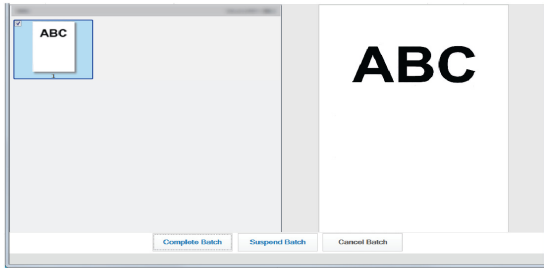 ABC
1
ABC
Complete Batch
Suspend Batch
Cancel Batch